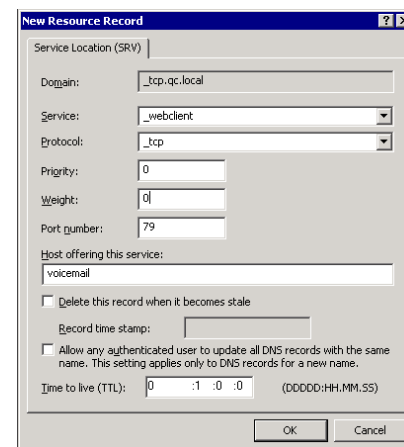 New Resource Record
Service Location (SRV)
Domain: _tcp.qc.local
Service: _webclient
Protocol: _tcp
Priority: 0
Weight: 0
Port number: 79
Host offering this service:
voicemail
Delete this record when it becomes stale
Record time stamp:
Allow any authenticated user to update all DNS records with the same
name. This setting applies only to DNS records for a new name.
Time to live (TTL): 0 :1 :0 :0 (DDDDD:HH.MM.SS)
OK Cancel